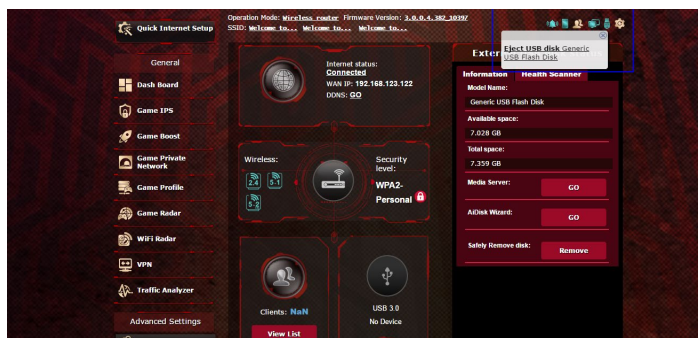 Operation Mode: Wireless router Firmware Version: 3.0.0.4.382_10397
SSID: Welcome to... Welcome to... Welcome to...
Quick Internet Setup
General
Dash Board
Game IPS
Game Boost
Game Private
Network
Game Profile
Game Radar
WiFi Radar
VPN
Traffic Analyzer
Advanced Settings
Internet status:
Connected
WAN IP: 192.168.123.122
DDNS: GO
Wireless:
2.4 5-1
5-2
Security
level:
WPA2-
Personal
Clients: NaN
View List
USB 3.0
No Device
Eject USB disk Generic
USB Flash Disk
Exter
Information Health Scanner
Model Name:
Generic USB Flash Disk
Available space:
7.028 GB
Total space:
7.359 GB
Media Server:
GO
AiDisk Wizard:
GO
Safely Remove
disk:
Remove